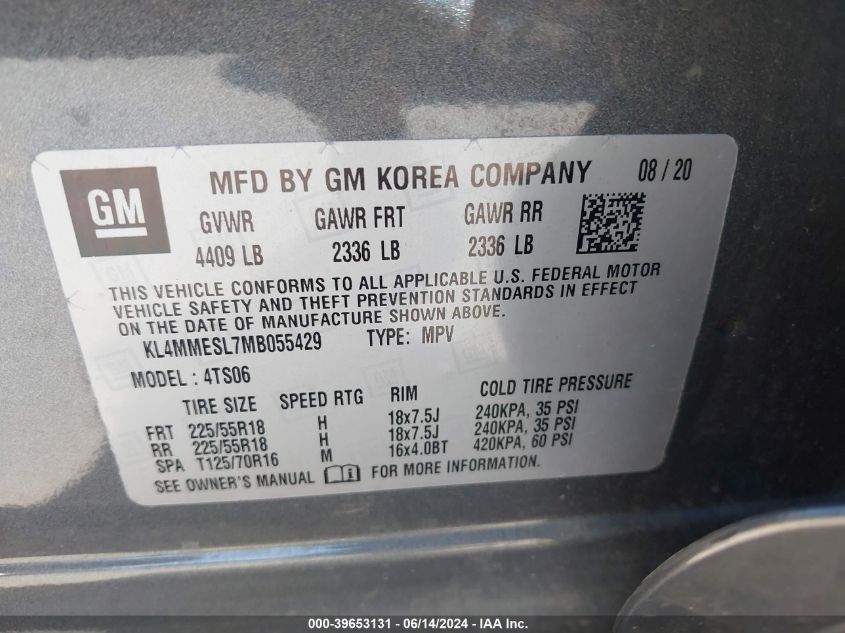 GM
MFD BY GM KOREA COMPANY 08/20
GVWR GAWR FRT GAWR RR
4409 LB 2336 LB 2336 LB
THIS VEHICLE CONFORMS TO ALL APPLICABLE U.S. FEDERAL MOTOR
VEHICLE SAFETY AND THEFT PREVENTION STANDARDS IN EFFECT
ON THE DATE OF MANUFACTURE SHOWN ABOVE.
KL4MMESL7MB055429 TYPE: MPV
MODEL: 4TS06
TIRE SIZE SPEED RTG RIM COLD TIRE PRESSURE
FRT 225/55R18 H 18x7.5J 240KPA, 35 PSI
RR 225/55R18 H 18x7.5J 240KPA, 35 PSI
SPA T125/70R16 M 16x4.0BT 420KPA, 60 PSI
SEE OWNER'S MANUAL FOR MORE INFORMATION.
000-39653131 - 06/14/2024 - IAA Inc.